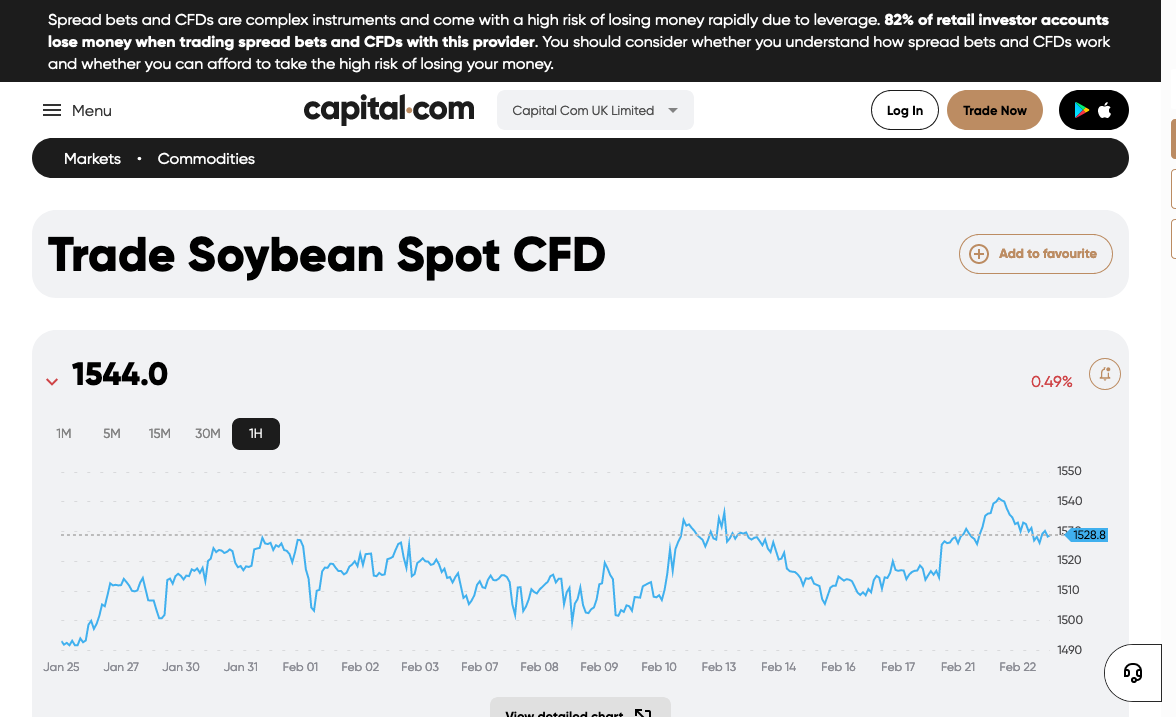 Spread bets and CFDs are complex instruments and come with a high risk of losing money rapidly due to leverage. 82% of retail investor accounts
lose money when trading spread bets and CFDs with this provider. You should consider whether you understand how spread bets and CFDs work
and whether you can afford to take the high risk of losing your money.
Menu
capital.com
Capital Com UK Limited
Log In
Trade Now
Markets • Commodities
Trade Soybean Spot CFD
Add to favourite
1544.0
0.49%
1M 5M 15M 30M 1H
1550
1540
1528.8
1520
1510
1500
1490
Jan 25 Jan 27 Jan 30 Jan 31 Feb 01 Feb 02 Feb 03 Feb 07 Feb 08 Feb 09 Feb 10 Feb 13 Feb 14 Feb 16 Feb 17 Feb 21 Feb 22
View detailed chart